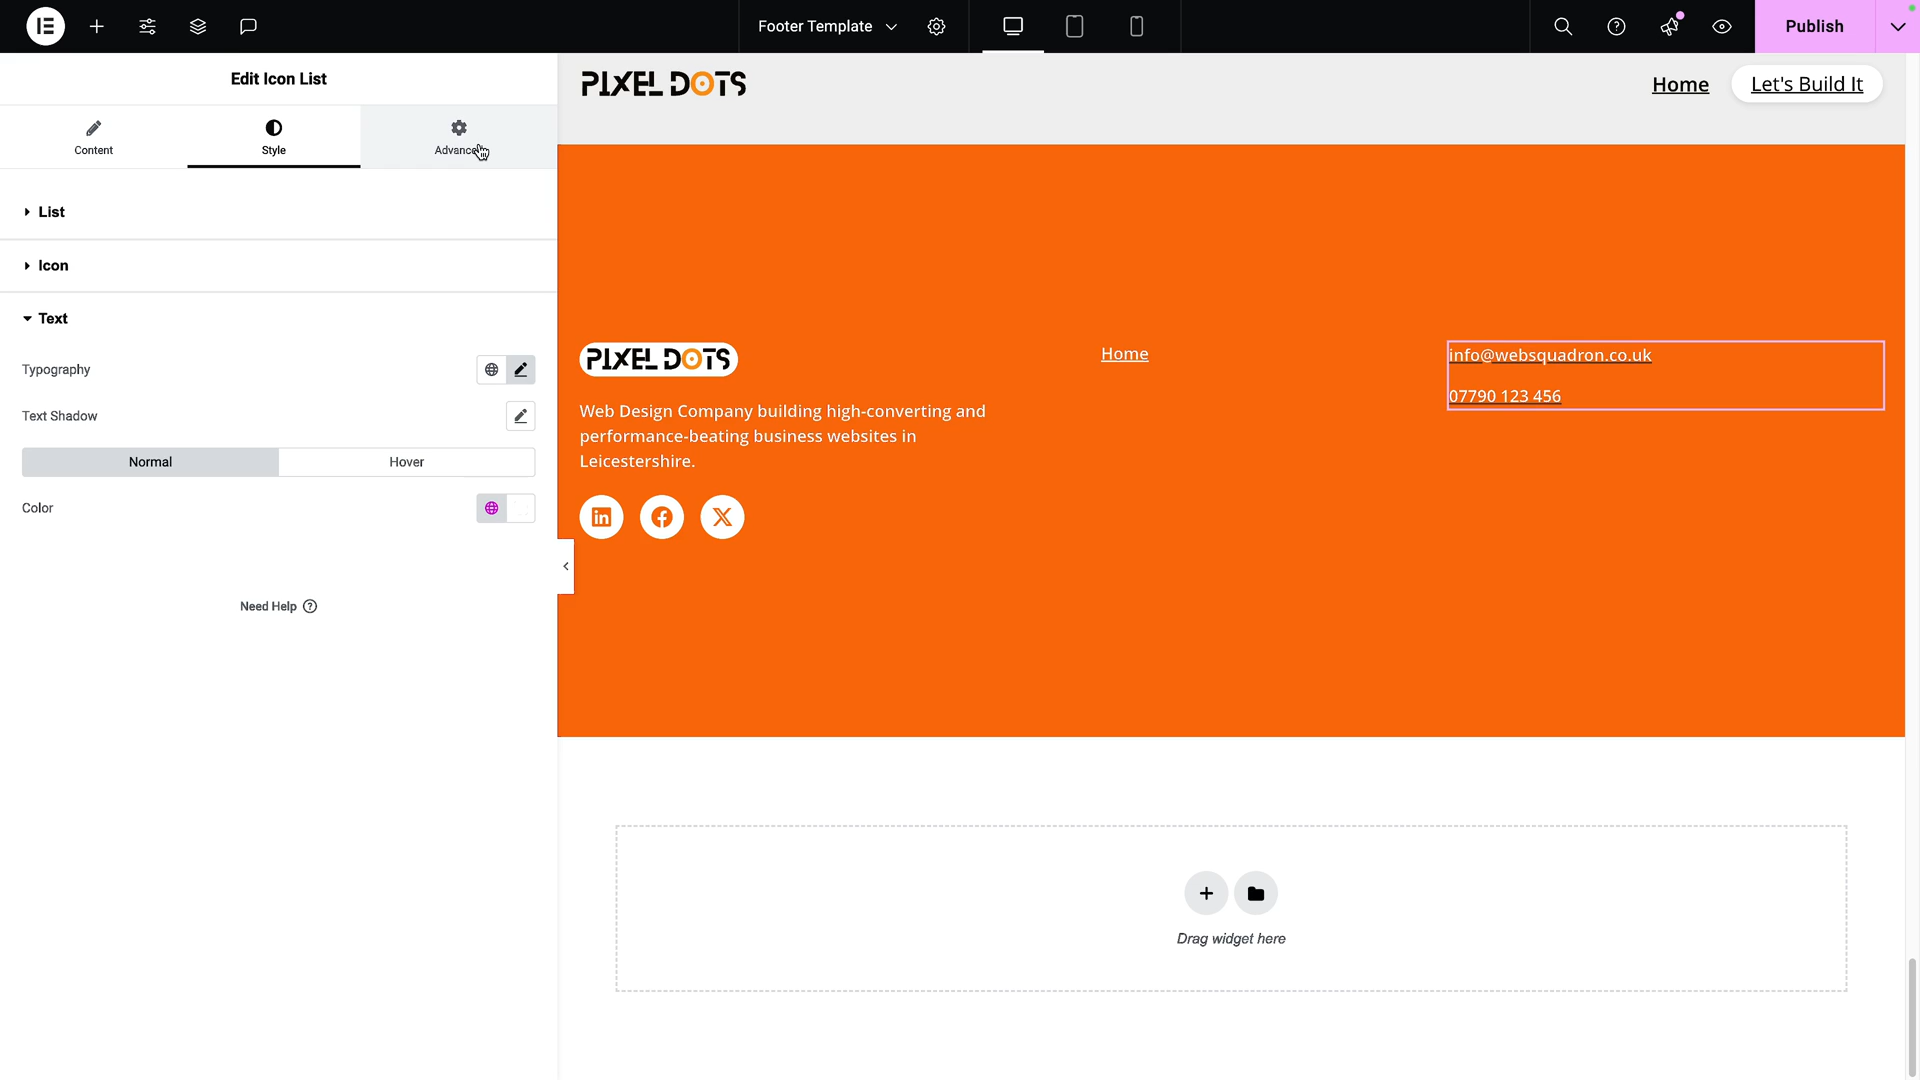 Footer Template
Publish
Edit Icon List
Content
Style
Advanced
List
Icon
Text
Typography
Text Shadow
Normal
Hover
Color
Need Help
PIXEL DOTS
Home
Let's Build It
PIXEL DOTS
Web Design Company building high-converting and
performance-beating business websites in
Leicestershire.
Home
info@websquadron.co.uk
07790 123 456
Drag widget here